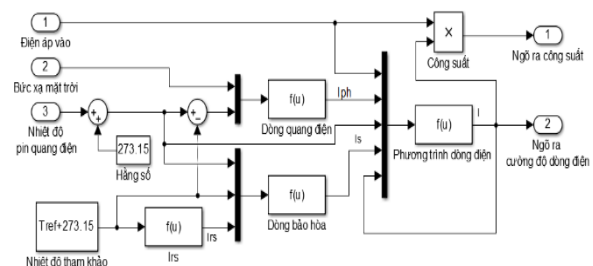 1
Điện áp vào
2
Bức xạ mặt trời
3
Nhiệt độ
pin quang điện
+
+
273.15
Hằng số
+
−
f(u)
Dòng quang điện
Iph
Is
f(u)
Dòng bảo hòa
Tref+273.15
Nhiệt độ tham khảo
f(u)
Irs
Irs
f(u)
Phương trình dòng điện
I
×
Công suất
1
Ngõ ra công suất
2
Ngõ ra
cường độ dòng điện